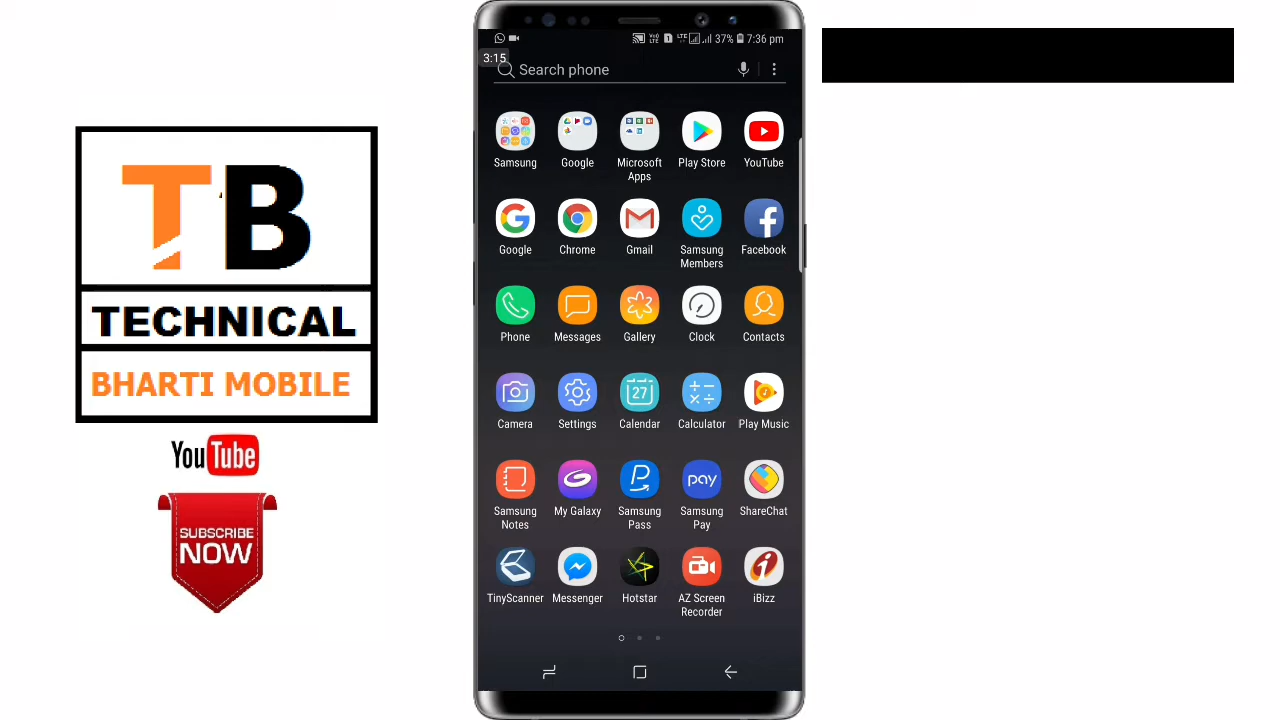 TB
TECHNICAL
BHARTI MOBILE
YouTube
SUBSCRIBE
NOW
37% 7:36 pm
3:15
Search phone
Samsung
Google
Microsoft
Apps
Play Store
YouTube
Google
Chrome
Gmail
Samsung
Members
Facebook
Phone
Messages
Gallery
Clock
Contacts
27
Camera
Settings
Calendar
Calculator
Play Music
pay
Samsung
Notes
My Galaxy
Samsung
Pass
Samsung
Pay
ShareChat
TinyScanner
Messenger
Hotstar
AZ Screen
Recorder
iBizz